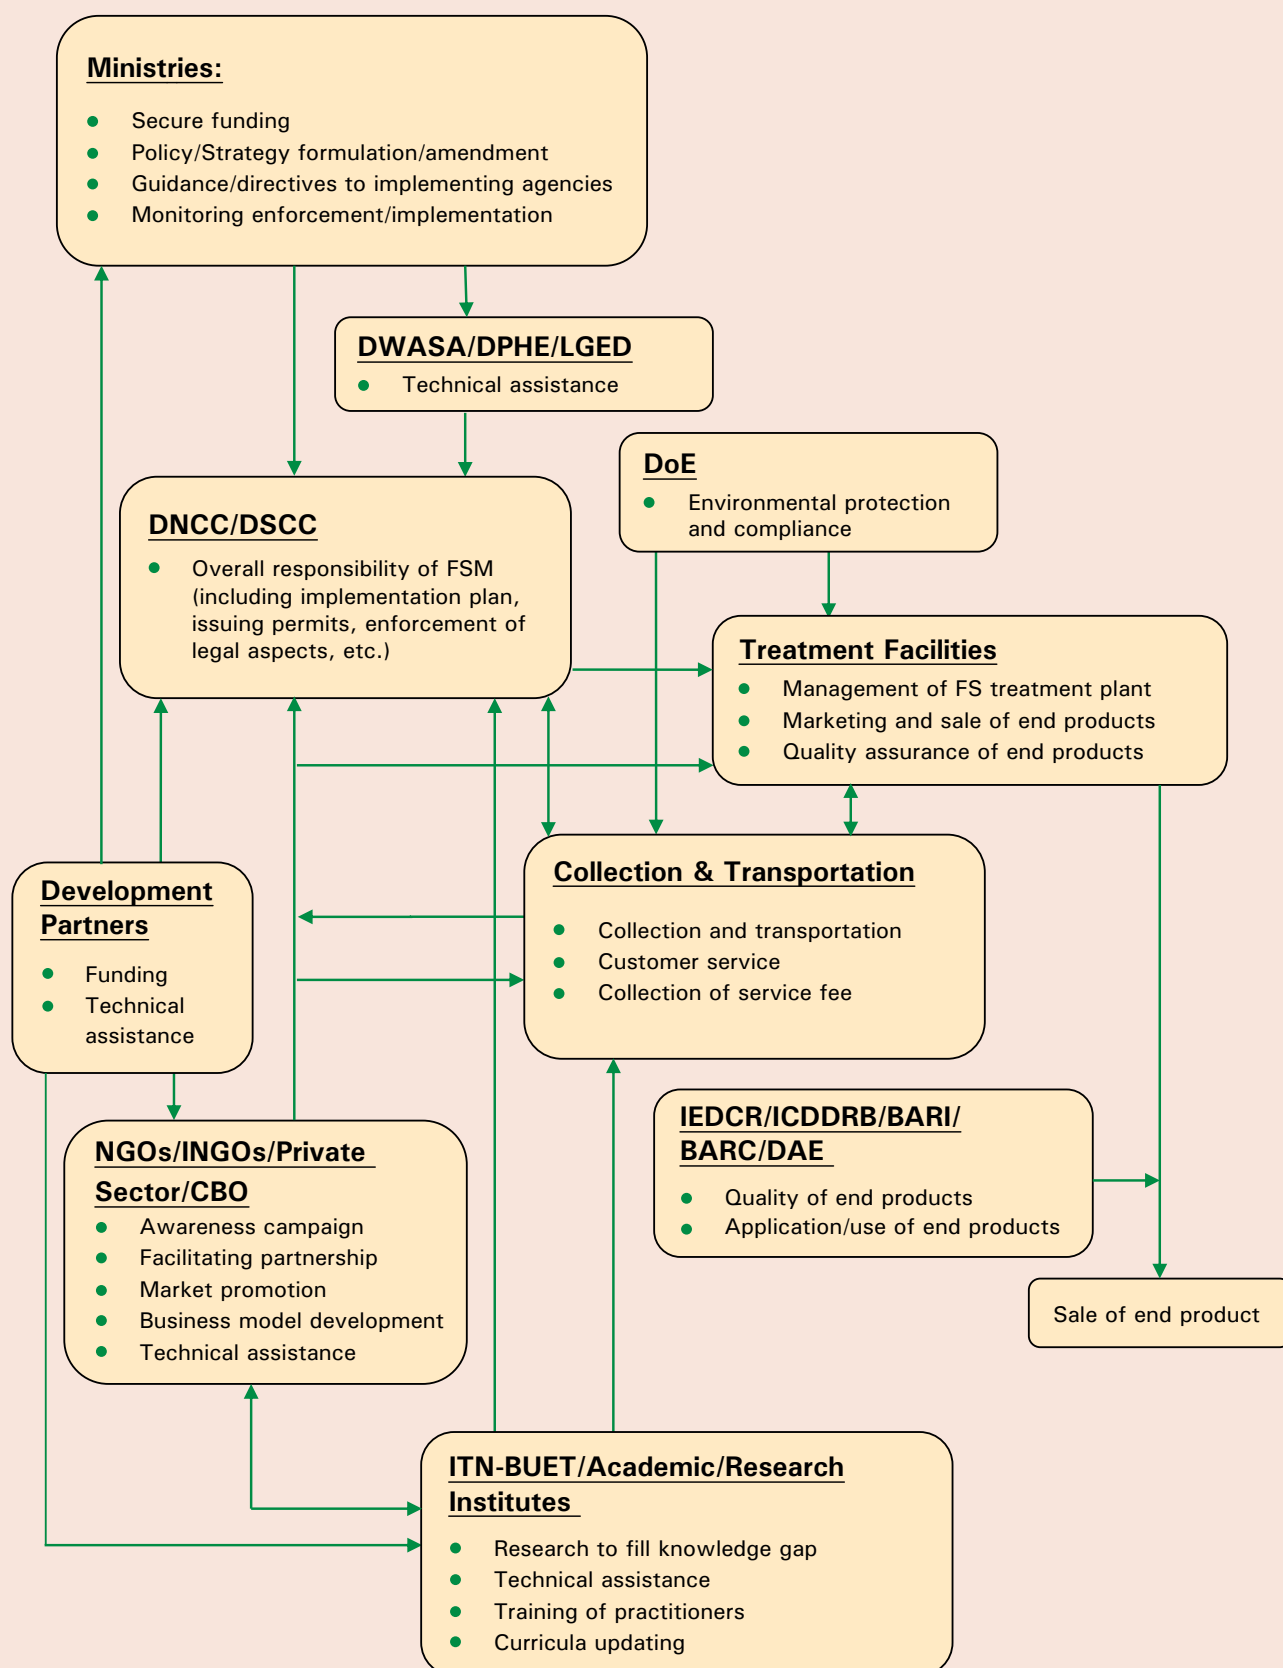 Ministries:
Secure funding
Policy/Strategy formulation/amendment
Guidance/directives to implementing agencies
Monitoring enforcement/implementation
DWASA/DPHE/LGED
Technical assistance
DoE
Environmental protection
and compliance
DNCC/DSCC
Overall responsibility of FSM
(including implementation plan,
issuing permits, enforcement of
legal aspects, etc.)
Treatment Facilities
Management of FS treatment plant
Marketing and sale of end products
Quality assurance of end products
Collection & Transportation
Collection and transportation
Customer service
Collection of service fee
Development
Partners
Funding
Technical
assistance
IEDCR/ICDDRB/BARI/
BARC/DAE
Quality of end products
Application/use of end products
NGOs/INGOs/Private
Sector/CBO
Awareness campaign
Facilitating partnership
Market promotion
Business model development
Technical assistance
Sale of end product
ITN-BUET/Academic/Research
Institutes
Research to fill knowledge gap
Technical assistance
Training of practitioners
Curricula updating